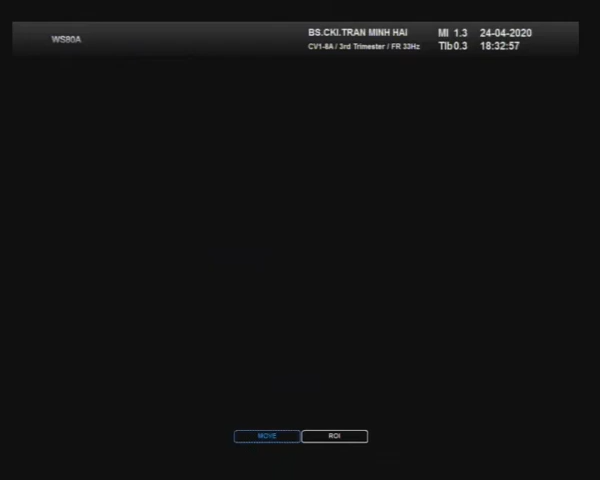 WS80A
BS.CKI.TRAN MINH HAI
CV1-8A / 3rd Trimester / FR 33Hz
MI 1.3
TIb0.3
24-04-2020
18:32:57
MOVE
ROI